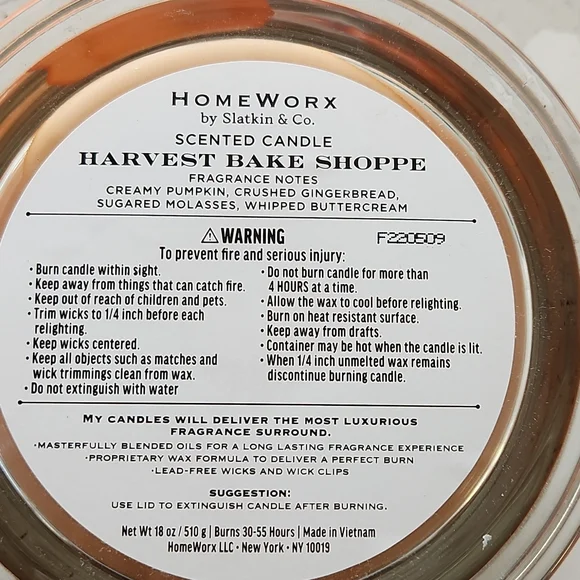 HOMEWORX
by Slatkin & Co.
SCENTED CANDLE
HARVEST BAKE SHOPPE
FRAGRANCE NOTES
CREAMY PUMPKIN, CRUSHED GINGERBREAD,
SUGARED MOLASSES, WHIPPED BUTTERCREAM
⚠WARNING
F220509
To prevent fire and serious injury:
• Burn candle within sight.
• Keep away from things that can catch fire.
• Keep out of reach of children and pets.
• Trim wicks to 1/4 inch before each
relighting.
• Keep wicks centered.
• Keep all objects such as matches and
wick trimmings clean from wax.
• Do not extinguish with water
• Do not burn candle for more than
4 HOURS at a time.
• Allow the wax to cool before relighting.
• Burn on heat resistant surface.
• Keep away from drafts.
• Container may be hot when the candle is lit.
• When 1/4 inch unmelted wax remains
discontinue burning candle.
MY CANDLES WILL DELIVER THE MOST LUXURIOUS
FRAGRANCE SURROUND.
•MASTERFULLY BLENDED OILS FOR A LONG LASTING FRAGRANCE EXPERIENCE
•PROPRIETARY WAX FORMULA TO DELIVER A PERFECT BURN
•LEAD-FREE WICKS AND WICK CLIPS
SUGGESTION:
USE LID TO EXTINGUISH CANDLE AFTER BURNING.
Net Wt 18 oz / 510 g | Burns 30-55 Hours | Made in Vietnam
HomeWorx LLC • New York • NY 10019